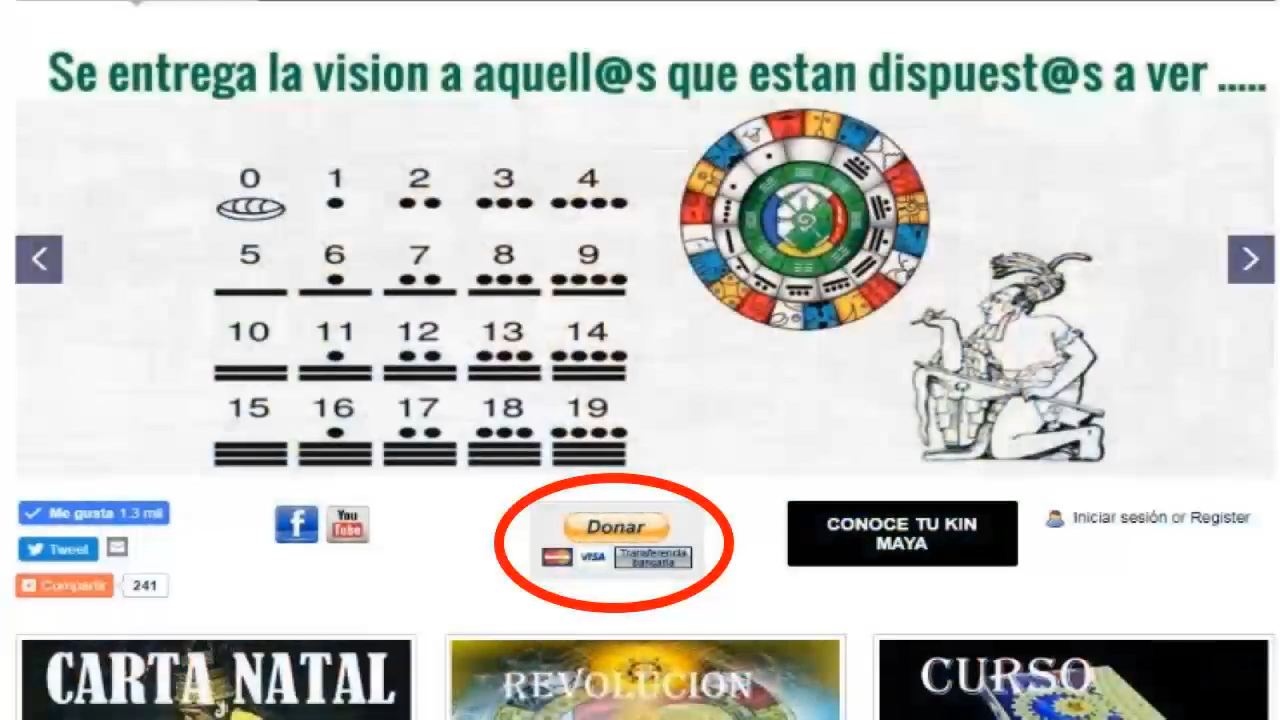 Se entrega la vision a aquell@s que estan dispuest@s a ver .....
0 1 2 3 4
5 6 7 8 9
10 11 12 13 14
15 16 17 18 19
Me gusta 1.3 mil
Tweet
Compartir 241
f You Tube
Donar
VISA Transferencia
bancaria
CONOCE TU KIN
MAYA
Iniciar sesión or Register
CARTA NATAL
REVOLUCION
CURSO